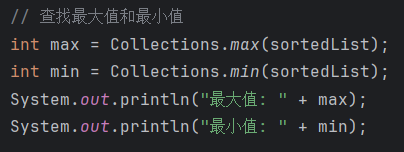 // 查找最大值和最小值
int max = Collections.max(sortedList);
int min = Collections.min(sortedList);
System.out.println("最大值: " + max);
System.out.println("最小值: " + min);